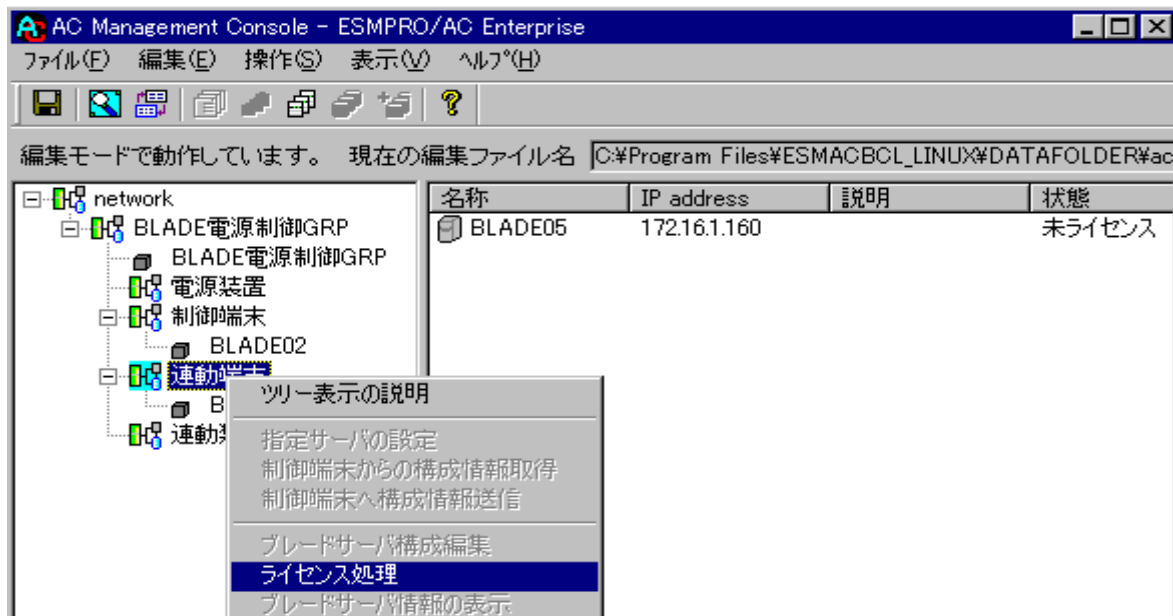 AC Management Console - ESMPRO/AC Enterprise
ファイル(F) 編集(E) 操作(S) 表示(V) ヘルプ(H)
編集モードで動作しています。 現在の編集ファイル名 C:¥Program Files¥ESMACBCL_LINUX¥DATAFOLDER¥ac
名称 IP address 説明 状態
BLADE05 172.16.1.160 未ライセンス
network
BLADE電源制御GRP
BLADE電源制御GRP
電源装置
制御端末
BLADE02
連動端末
B
連動
ツリー表示の説明
指定サーバの設定
制御端末からの構成情報取得
制御端末へ構成情報送信
ブレードサーバ構成編集
ライセンス処理
ブレードサーバ情報の表示